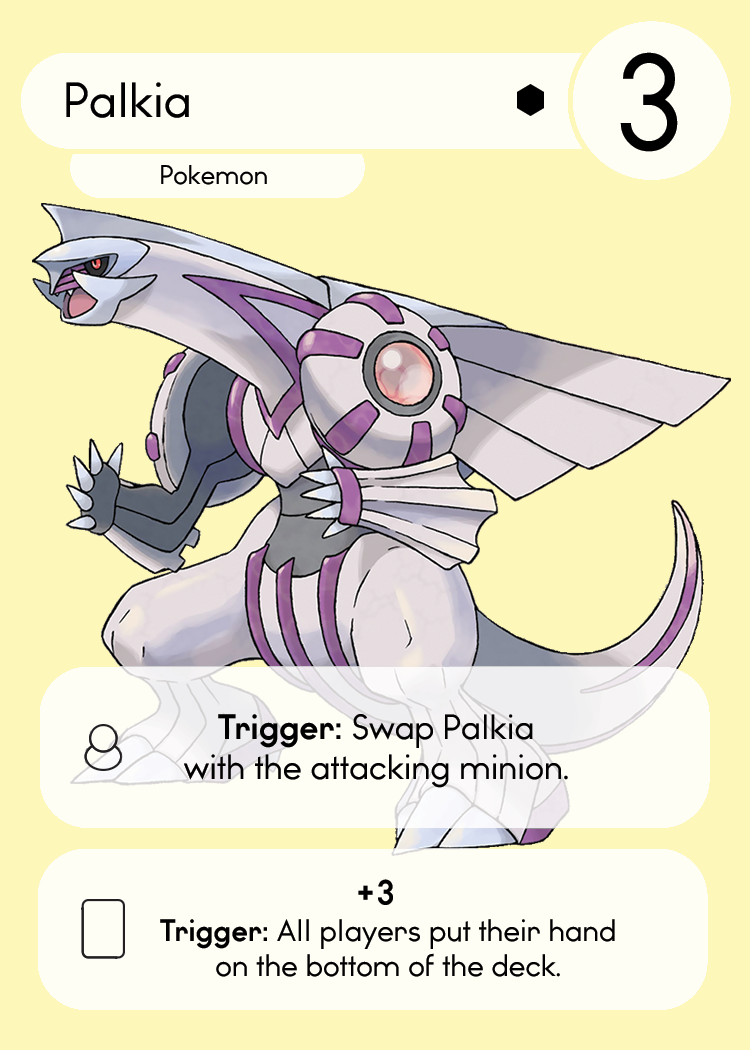 Palkia
3
Pokemon
Trigger: Swap Palkia
with the attacking minion.
+3
Trigger: All players put their hand
on the bottom of the deck.